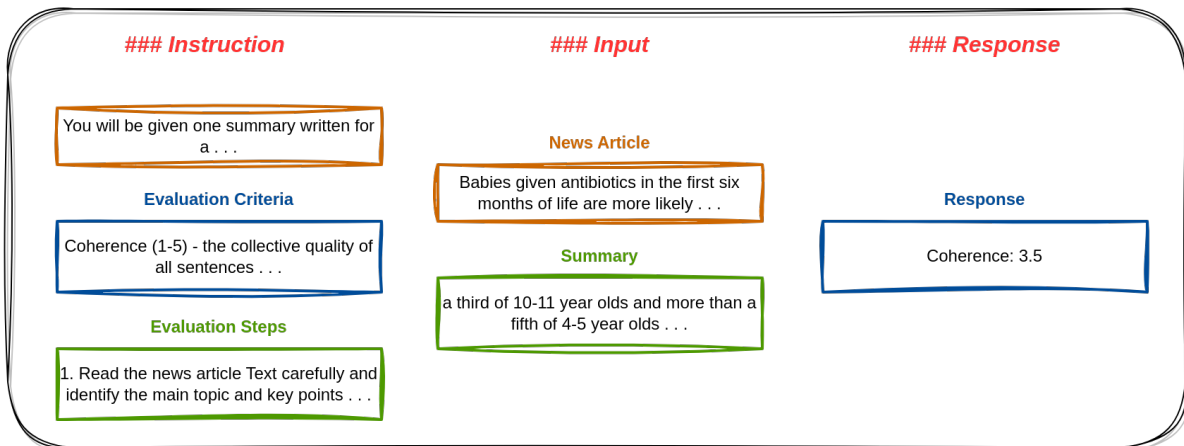 ### Instruction
You will be given one summary written for
a . . .
Evaluation Criteria
Coherence (1-5) - the collective quality of
all sentences . . .
Evaluation Steps
1. Read the news article Text carefully and
identify the main topic and key points . . .
### Input
News Article
Babies given antibiotics in the first six
months of life are more likely . . .
Summary
a third of 10-11 year olds and more than a
fifth of 4-5 year olds . . .
### Response
Response
Coherence: 3.5